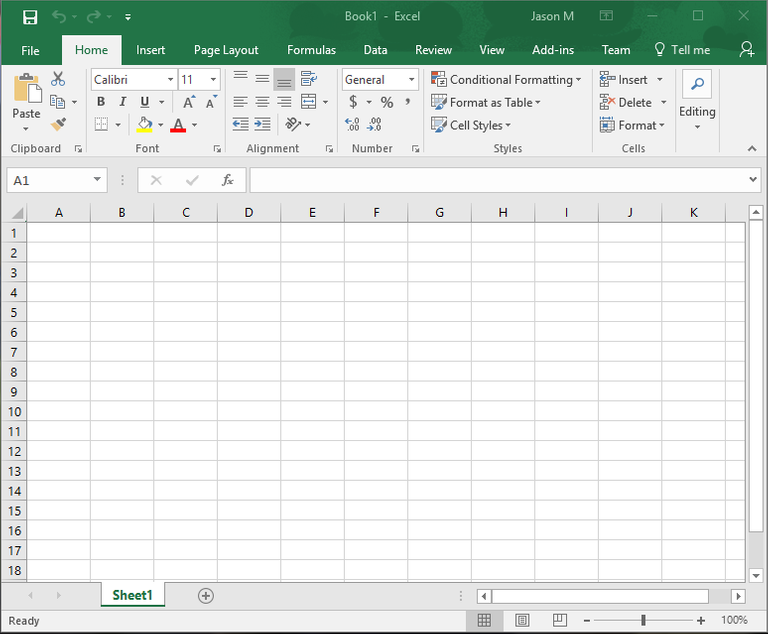 Book1 - Excel
Jason M
File Home Insert Page Layout Formulas Data Review View Add-ins Team Tell me
Paste
Clipboard
Calibri 11
B I U A A
A
Font
Alignment
General
$ % ,
.00 .00
Number
Conditional Formatting
Format as Table
Cell Styles
Styles
Insert
Delete
Format
Cells
Editing
A1 fx
A B C D E F G H I J K
1
2
3
4
5
6
7
8
9
10
11
12
13
14
15
16
17
18
Sheet1
Ready 100%